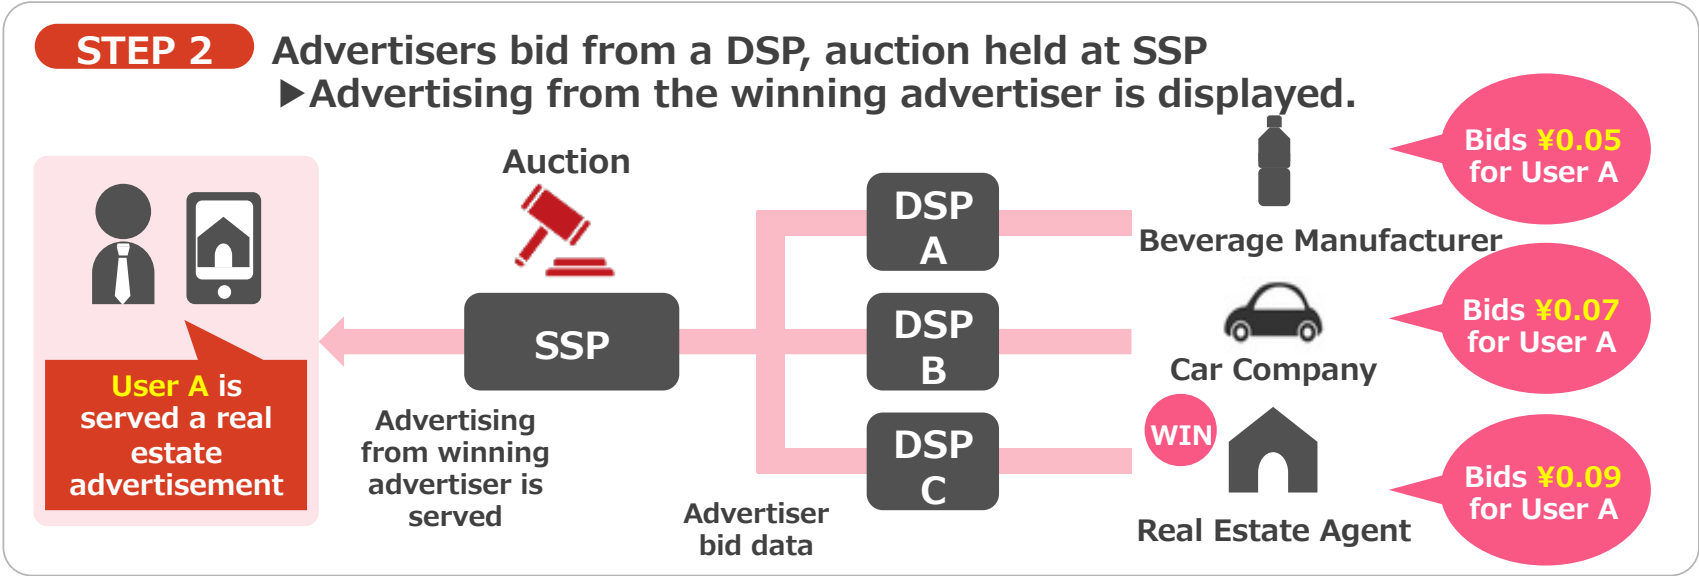 STEP 2
Advertisers bid from a DSP, auction held at SSP
▶Advertising from the winning advertiser is displayed.
Auction
SSP
DSP
A
DSP
B
DSP
C
Beverage Manufacturer
Car Company
WIN
Real Estate Agent
Bids ¥0.05
for User A
Bids ¥0.07
for User A
Bids ¥0.09
for User A
User A is
served a real
estate
advertisement
Advertising
from winning
advertiser is
served
Advertiser
bid data